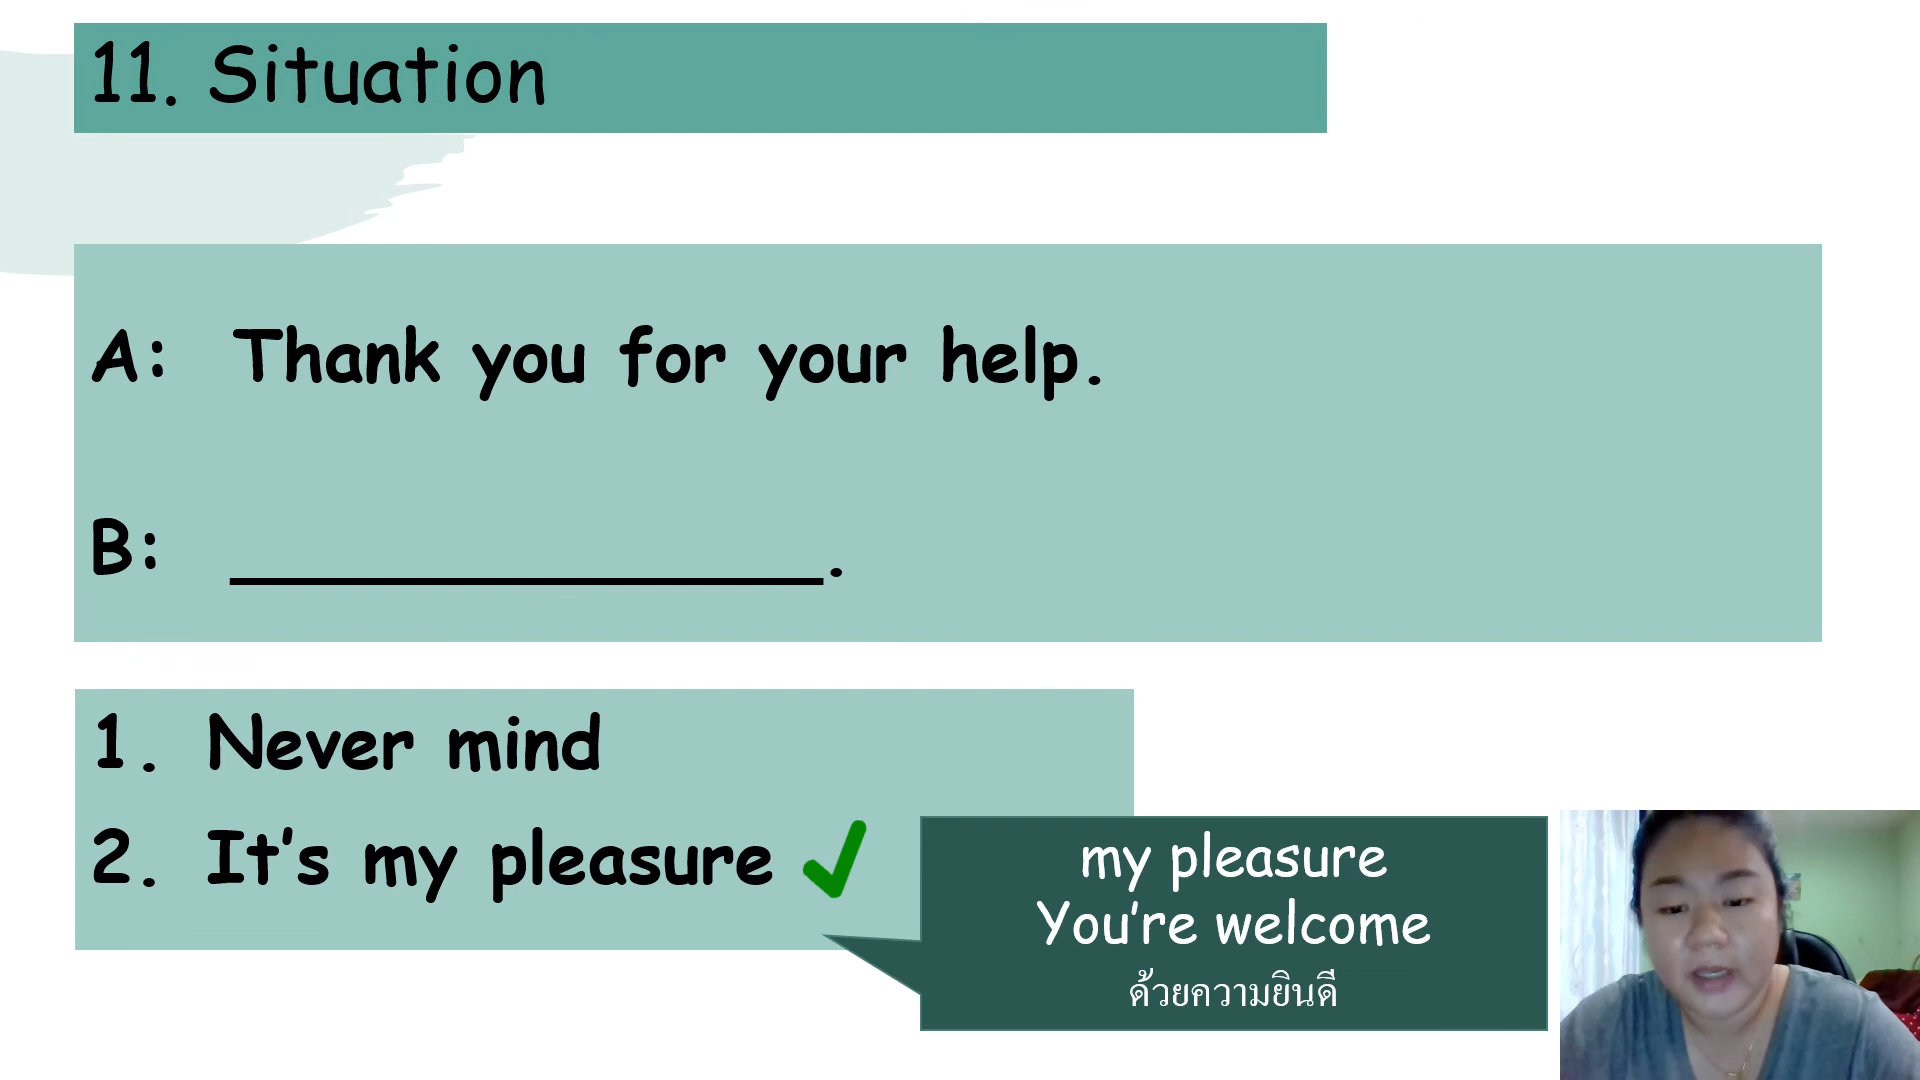 11. Situation
A: Thank you for your help.
B: ______________.
1. Never mind
2. It’s my pleasure
my pleasure
You’re welcome
ด้วยความยินดี